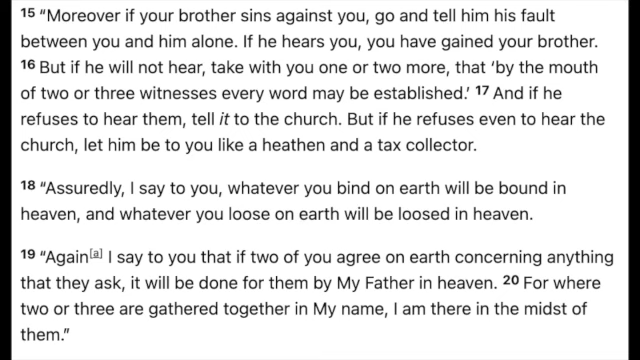 15 “Moreover if your brother sins against you, go and tell him his fault
between you and him alone. If he hears you, you have gained your brother.
16 But if he will not hear, take with you one or two more, that ‘by the mouth
of two or three witnesses every word may be established.’ 17 And if he
refuses to hear them, tell it to the church. But if he refuses even to hear the
church, let him be to you like a heathen and a tax collector.
18 “Assuredly, I say to you, whatever you bind on earth will be bound in
heaven, and whatever you loose on earth will be loosed in heaven.
19 “Again[a] I say to you that if two of you agree on earth concerning anything
that they ask, it will be done for them by My Father in heaven. 20 For where
two or three are gathered together in My name, I am there in the midst of
them.”